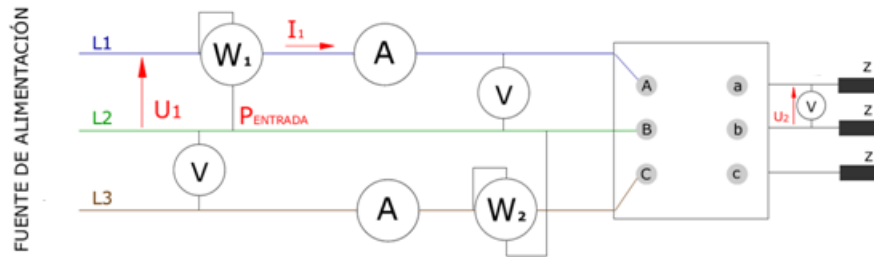 FUENTE DE ALIMENTACIÓN
L1
W₁
I₁
A
U₁
V
L2
PENTRADA
V
L3
A
W₂
A
B
C
a
b
c
U₂
V
Z
Z
Z